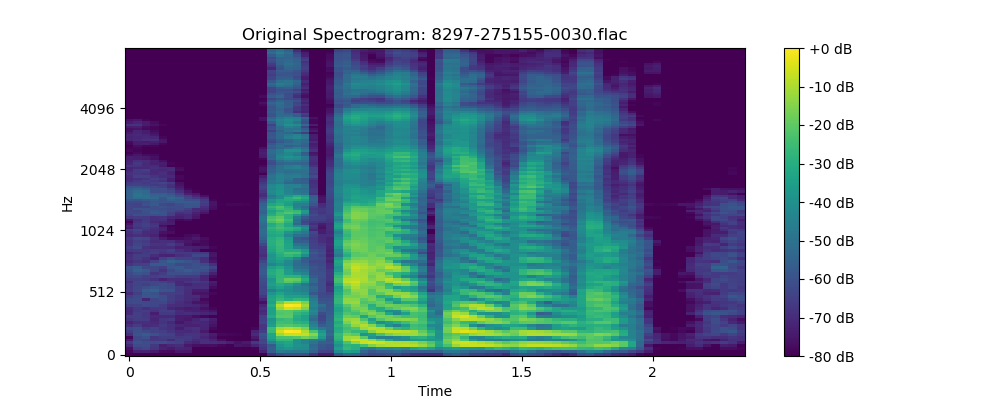 Original Spectrogram: 8297-275155-0030.flac
Hz
4096
2048
1024
512
0
0
0.5
1
1.5
2
Time
+0 dB
-10 dB
-20 dB
-30 dB
-40 dB
-50 dB
-60 dB
-70 dB
-80 dB